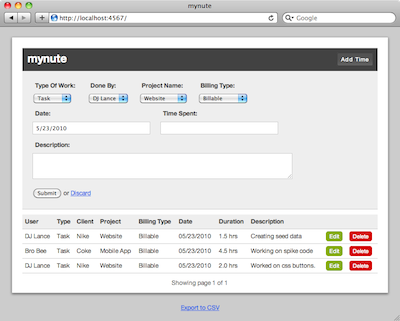 mynute
http://localhost:4567/
Google
mynute
Add Time
Type Of Work: Done By: Project Name: Billing Type:
Task DJ Lance Website Billable
Date: Time Spent:
5/23/2010
Description:
Submit or Discard
User Type Client Project Billing Type Date Duration Description
DJ Lance Task Nike Website Billable 05/23/2010 1.5 hrs Creating seed data Edit Delete
Bro-Bee Task Coke Mobile App Billable 05/23/2010 4.5 hrs Working on spike code Edit Delete
DJ Lance Task Nike Website Billable 05/23/2010 2.0 hrs Worked on css buttons. Edit Delete
Showing page 1 of 1
Export to CSV